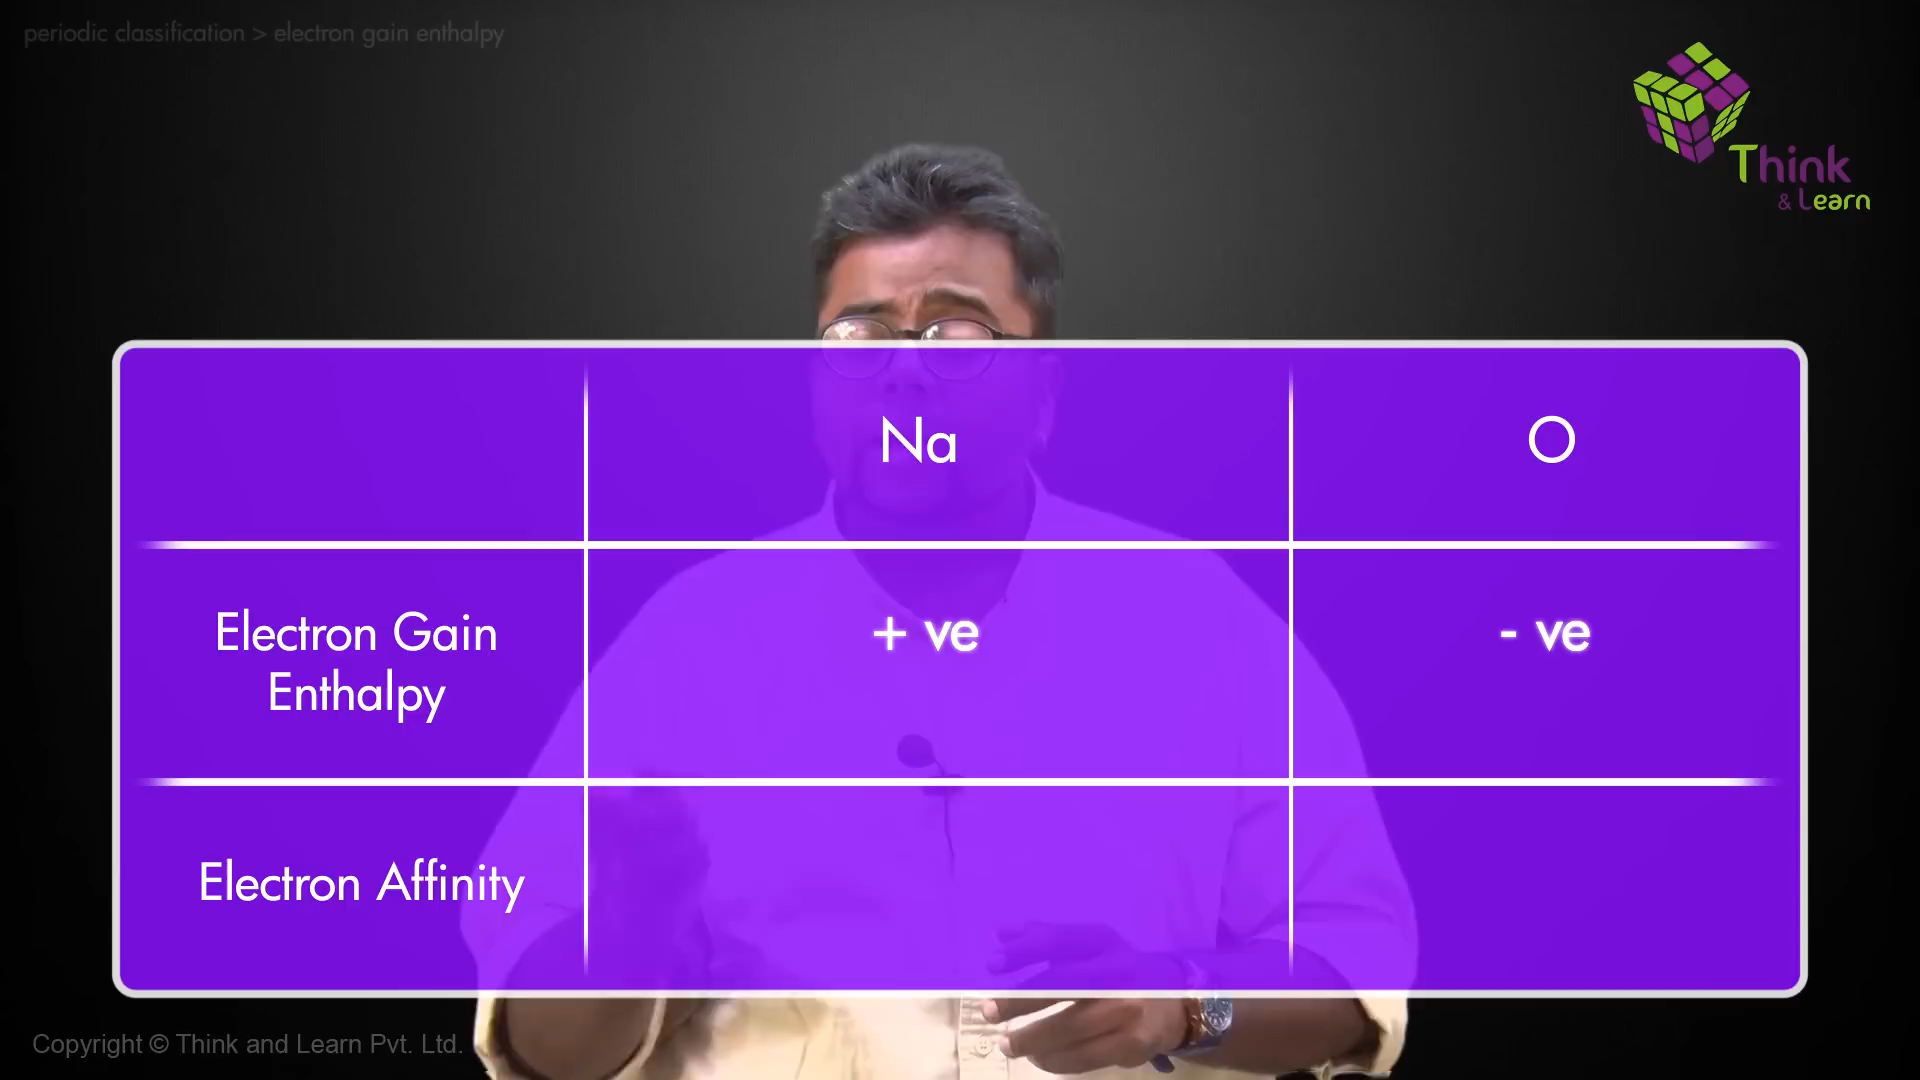 periodic classification > electron gain enthalpy
Think
& Learn
Na
O
Electron Gain
Enthalpy
+ ve
- ve
Electron Affinity
Copyright © Think and Learn Pvt. Ltd.